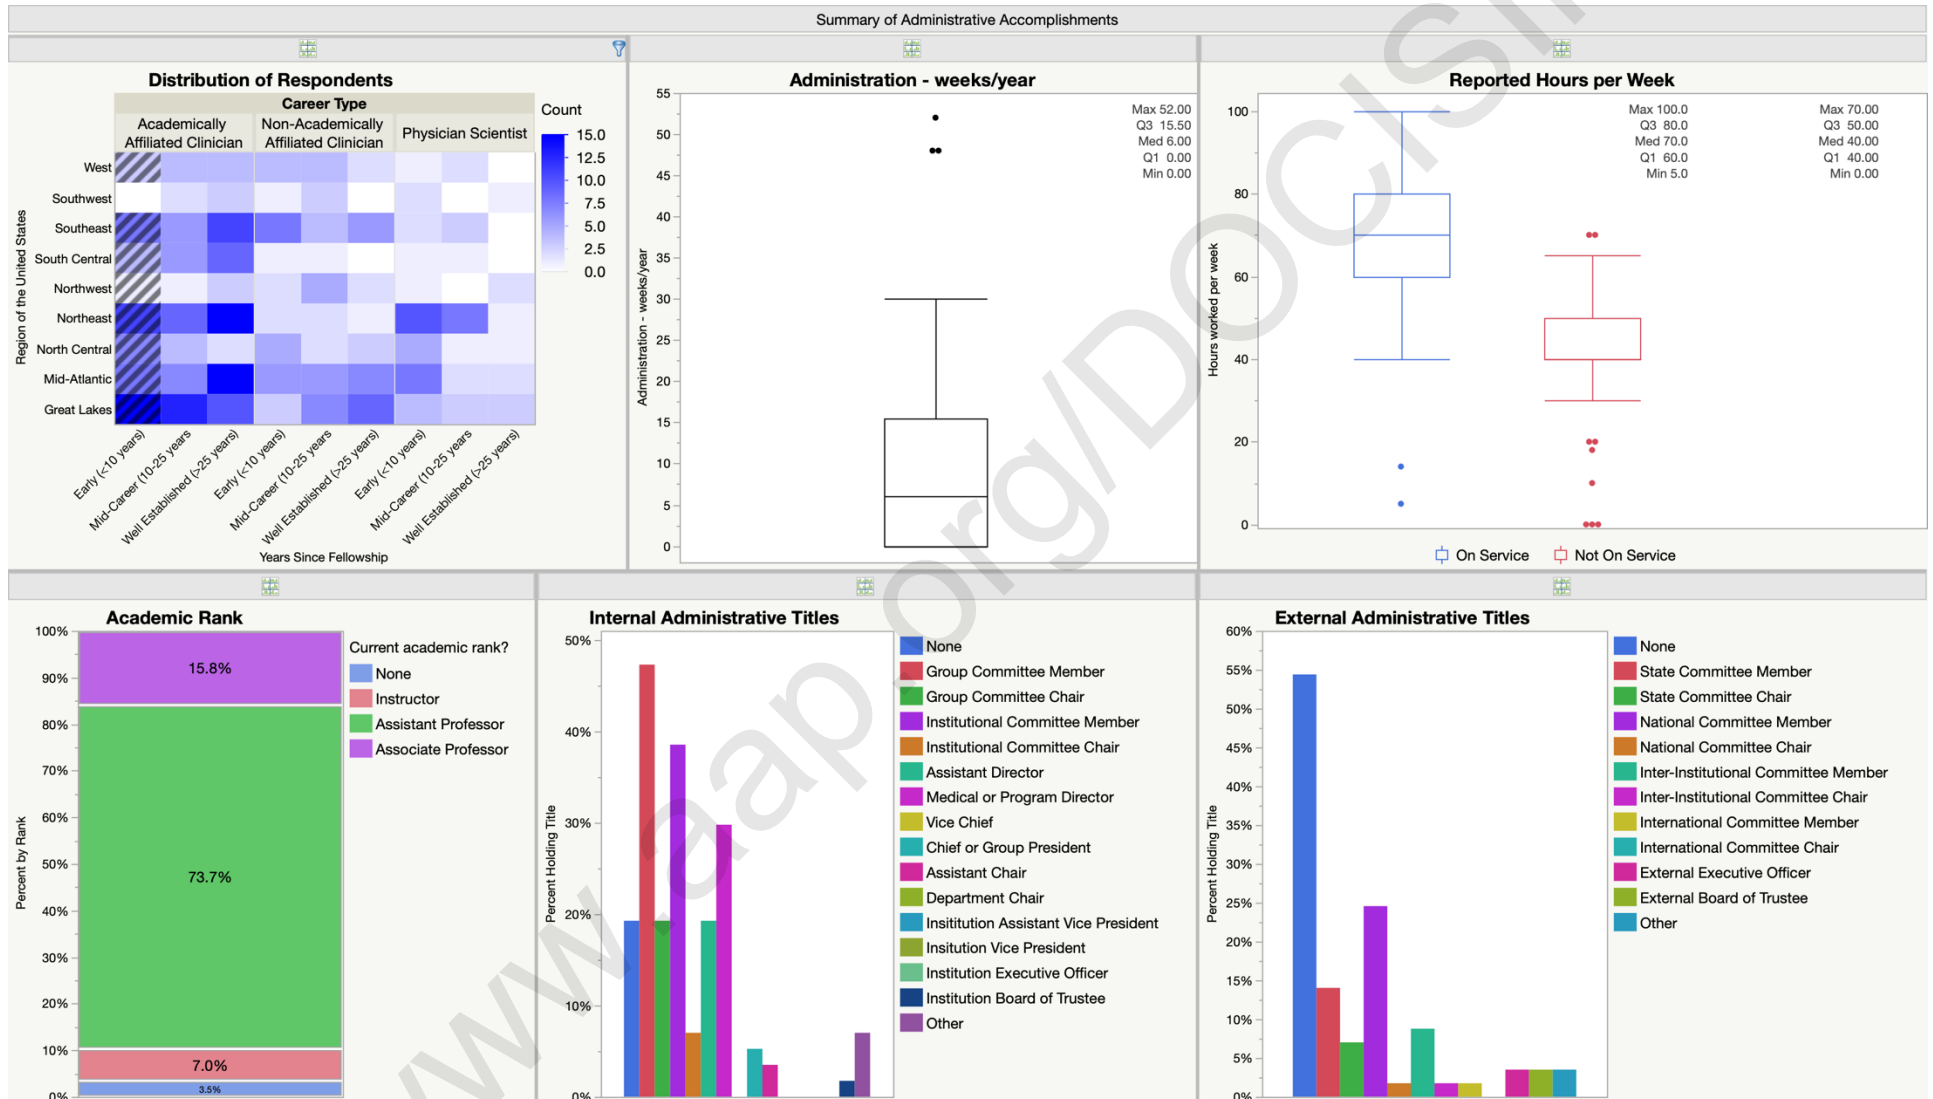 Summary of Administrative Accomplishments
Distribution of Respondents
Career Type
Academically
Affiliated Clinician
Non-Academically
Affiliated Clinician
Physician Scientist
Count
15.0
12.5
10.0
7.5
5.0
2.5
0.0
Region of the United States
West
Southwest
Southeast
South Central
Northwest
Northeast
North Central
Mid-Atlantic
Great Lakes
Early (<10 years)
Mid-Career (10-25 years
Well Established (>25 years)
Early (<10 years)
Mid-Career (10-25 years
Well Established (>25 years)
Early (<10 years)
Mid-Career (10-25 years)
Well Established (>25 years)
Years Since Fellowship
Administration - weeks/year
Administration - weeks/year
55
50
45
40
35
30
25
20
15
10
5
0
Max 52.00
Q3 15.50
Med 6.00
Q1 0.00
Min 0.00
Reported Hours per Week
Hours worked per week
100
80
60
40
20
0
Max 100.0
Q3 80.0
Med 70.0
Q1 60.0
Min 5.0
Max 70.00
Q3 50.00
Med 40.00
Q1 40.00
Min 0.00
On Service
Not On Service
Academic Rank
Percent by Rank
100%
90%
80%
70%
60%
50%
40%
30%
20%
10%
0%
15.8%
73.7%
7.0%
3.5%
Current academic rank?
None
Instructor
Assistant Professor
Associate Professor
Internal Administrative Titles
Percent Holding Title
50%
40%
30%
20%
10%
0%
None
Group Committee Member
Group Committee Chair
Institutional Committee Member
Institutional Committee Chair
Assistant Director
Medical or Program Director
Vice Chief
Chief or Group President
Assistant Chair
Department Chair
Insititution Assistant Vice President
Insitution Vice President
Institution Executive Officer
Institution Board of Trustee
Other
External Administrative Titles
Percent Holding Title
60%
55%
50%
45%
40%
35%
30%
25%
20%
15%
10%
5%
0%
None
State Committee Member
State Committee Chair
National Committee Member
National Committee Chair
Inter-Institutional Committee Member
Inter-Institutional Committee Chair
International Committee Member
International Committee Chair
External Executive Officer
External Board of Trustee
Other